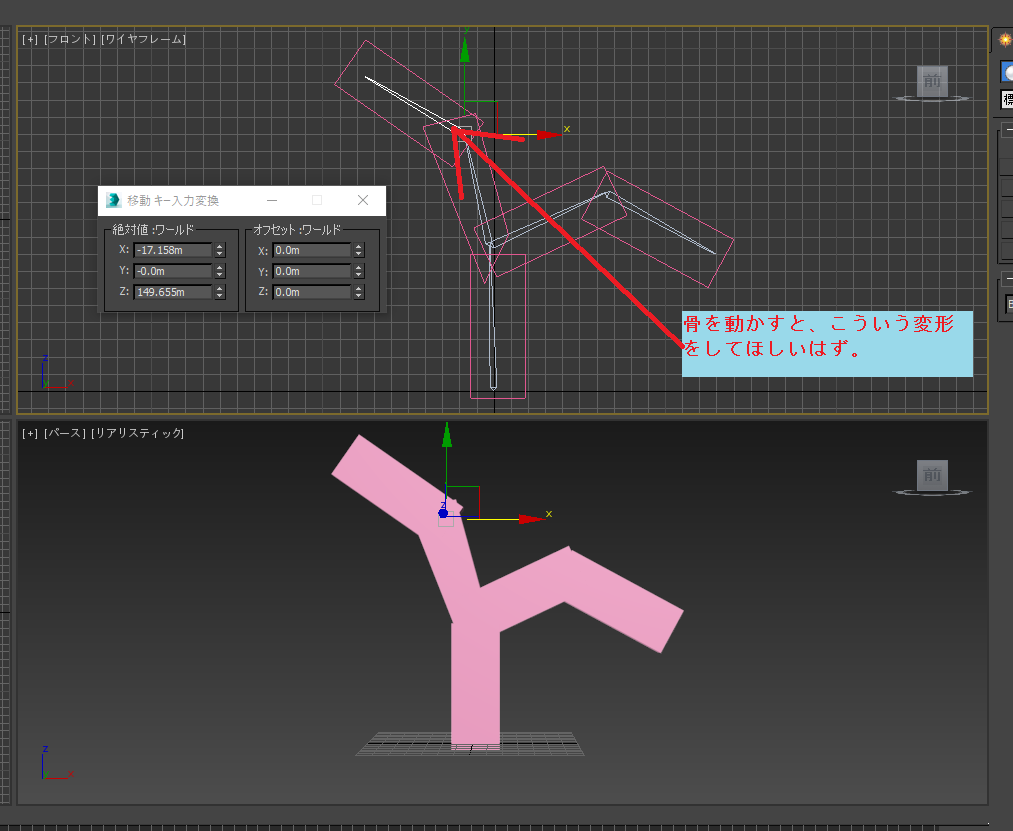 [+] [フロント] [ワイヤフレーム]
y
x
前
標
移動 キー入力変換
絶対値 :ワールド
オフセット :ワールド
X: -17.158m
X: 0.0m
Y: -0.0m
Y: 0.0m
Z: 149.655m
Z: 0.0m
骨を動かすと、こういう変形
をしてほしいはず。
z
y
x
[+] [パース] [リアリスティック]
前
z
x
z
x